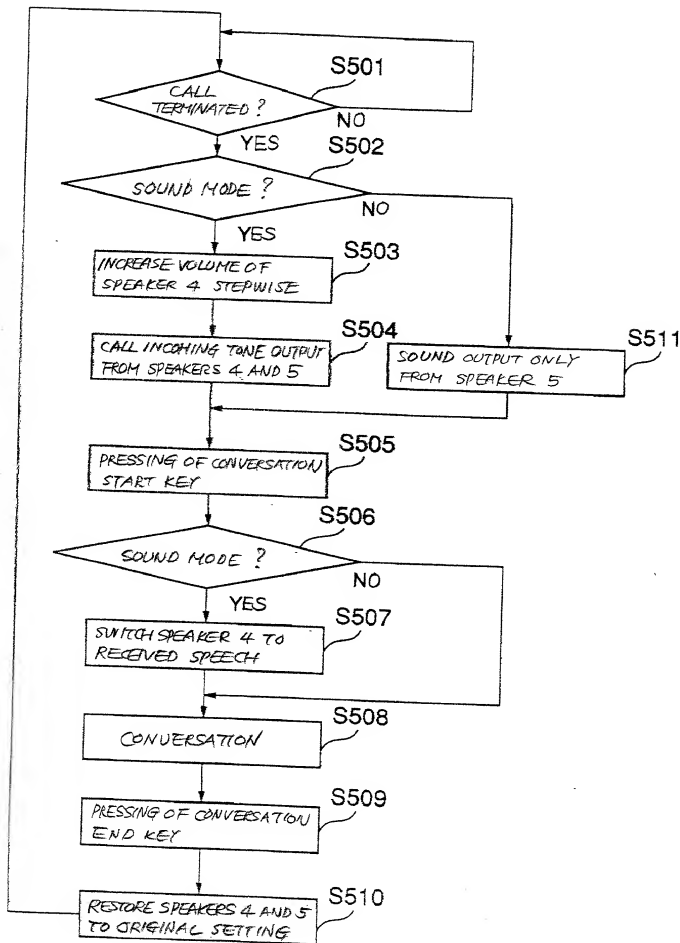 S501
CALL
TERMINATED?
NO
YES
S502
SOUND MODE?
NO
YES
S503
INCREASE VOLUME OF
SPEAKER 4 STEPWISE
S504
CALL INCOMING TONE OUTPUT
FROM SPEAKERS 4 AND 5
S511
SOUND OUTPUT ONLY
FROM SPEAKER 5
S505
PRESSING OF CONVERSATION
START KEY
S506
SOUND MODE?
NO
YES
S507
SWITCH SPEAKER 4 TO
RECEIVED SPEECH
S508
CONVERSATION
S509
PRESSING OF CONVERSATION
END KEY
S510
RESTORE SPEAKERS 4 AND 5
TO ORIGINAL SETTING